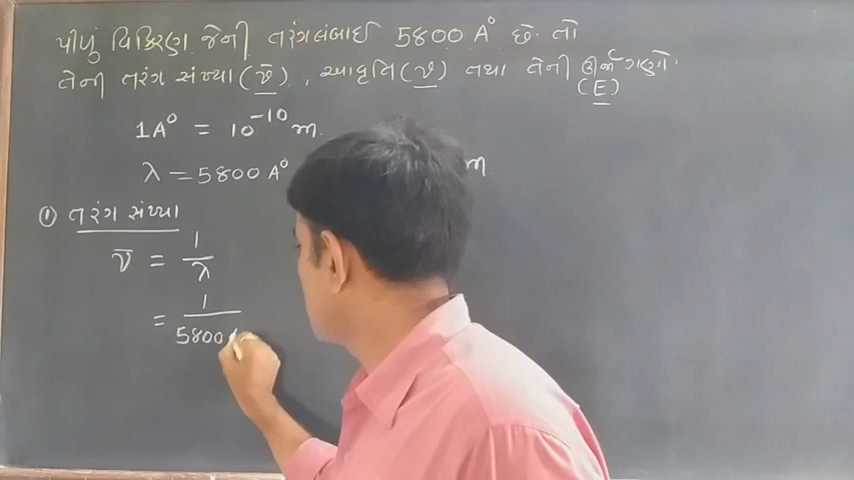 પીળું વિકિરણ જેની તરંગલંબાઈ 5800 A° છે. તો
તેની તરંગ સંખ્યા (ν̅), આવૃતિ (ν) તથા તેની ઊર્જા ગણો.
(E)
1A° = 10⁻¹⁰ m.
λ = 5800 A° m.
① તરંગ સંખ્યા
ν̅ = 1/λ
= 1/5800